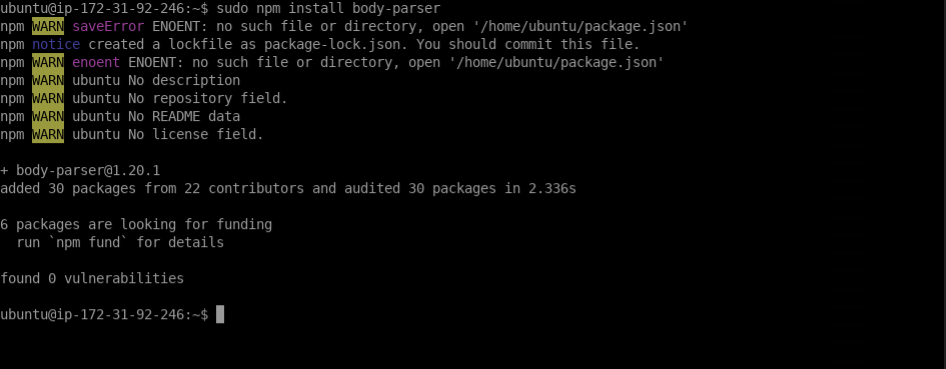 ubuntu@ip-172-31-92-246:~$ sudo npm install body-parser
npm WARN saveError ENOENT: no such file or directory, open '/home/ubuntu/package.json'
npm notice created a lockfile as package-lock.json. You should commit this file.
npm WARN enoent ENOENT: no such file or directory, open '/home/ubuntu/package.json'
npm WARN ubuntu No description
npm WARN ubuntu No repository field.
npm WARN ubuntu No README data
npm WARN ubuntu No license field.
+ body-parser@1.20.1
added 30 packages from 22 contributors and audited 30 packages in 2.336s
6 packages are looking for funding
run `npm fund` for details
found 0 vulnerabilities
ubuntu@ip-172-31-92-246:~$